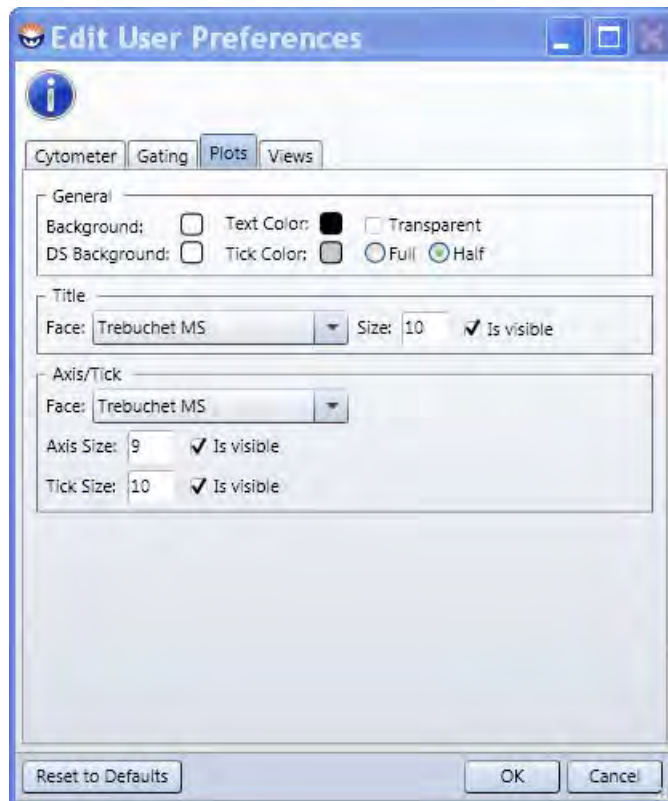 Edit User Preferences
i
Cytometer Gating Plots Views
General
Background: Text Color: Transparent
DS Background: Tick Color: Full Half
Title
Face: Trebuchet MS Size: 10 Is visible
Axis/Tick
Face: Trebuchet MS
Axis Size: 9 Is visible
Tick Size: 10 Is visible
Reset to Defaults OK Cancel